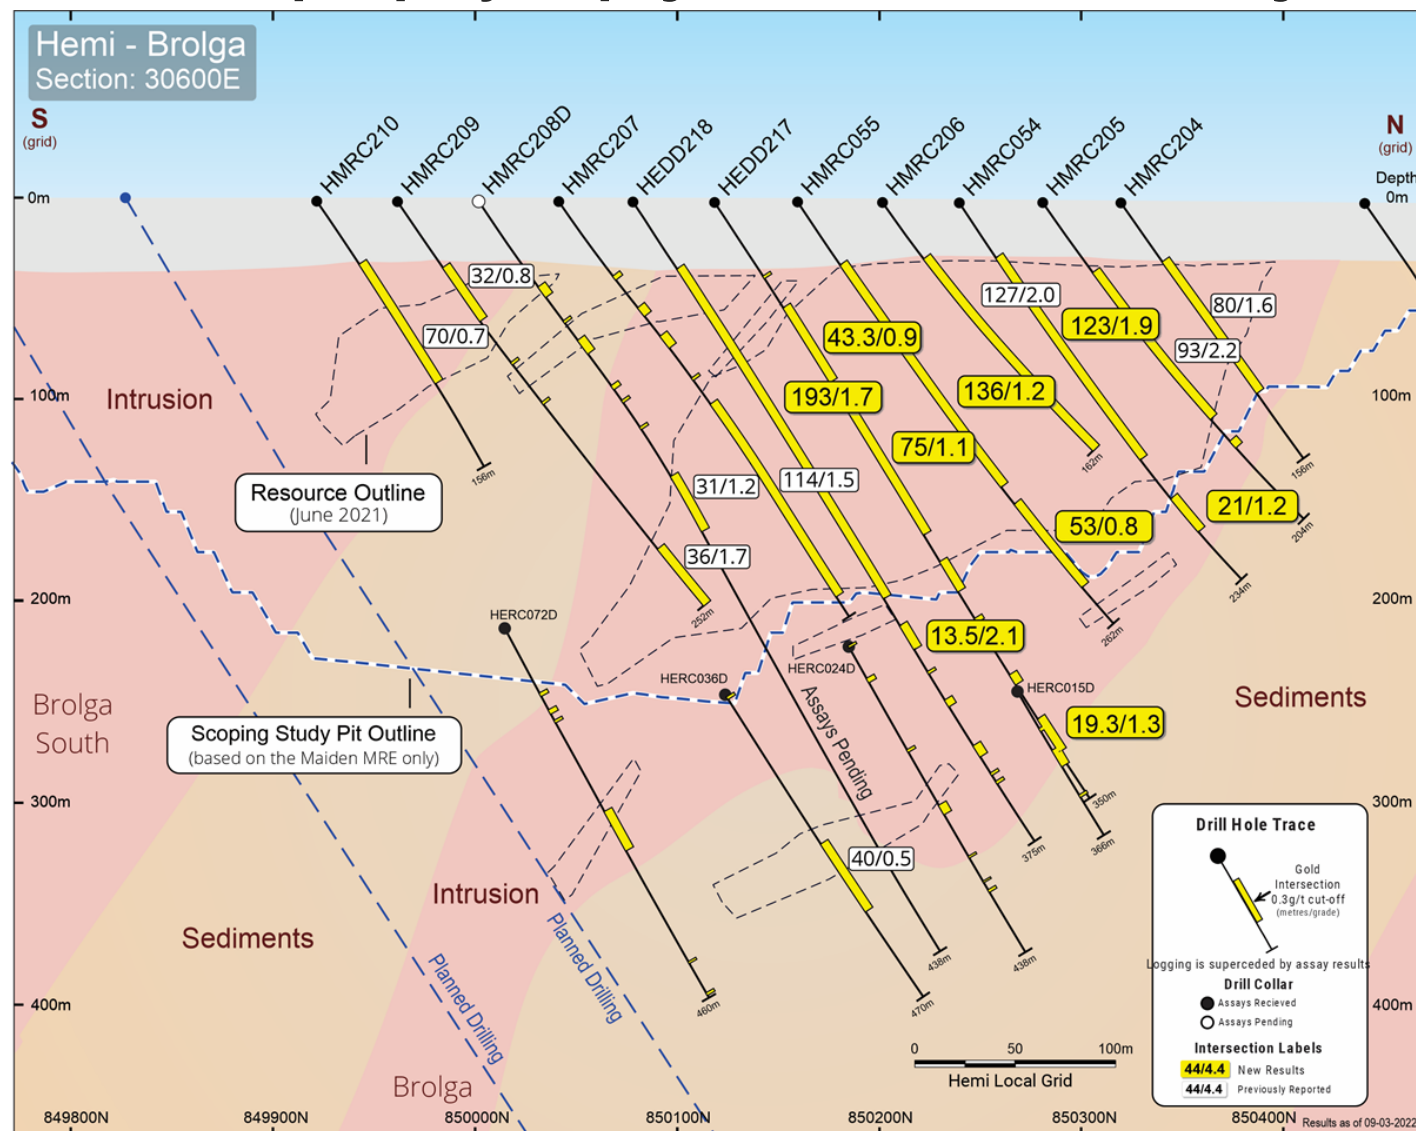 Hemi - Brolga
Section: 30600E
S
(grid)
N
(grid)
Depth
0m
0m
HMRC210
HMRC209
HMRC208D
HMRC207
HEDD218
HEDD217
HMRC055
HMRC206
HMRC054
HMRC205
HMRC204
32/0.8
70/0.7
43.3/0.9
127/2.0
123/1.9
80/1.6
93/2.2
193/1.7
136/1.2
75/1.1
31/1.2
114/1.5
53/0.8
21/1.2
36/1.7
13.5/2.1
19.3/1.3
40/0.5
Intrusion
100m
100m
Resource Outline
(June 2021)
156m
162m
156m
204m
234m
252m
262m
200m
200m
HERC072D
HERC036D
HERC024D
HERC015D
Assays Pending
Brolga
South
Scoping Study Pit Outline
(based on the Maiden MRE only)
Sediments
300m
300m
350m
366m
375m
Intrusion
Sediments
Planned Drilling
Planned Drilling
438m
438m
470m
460m
400m
400m
Brolga
0
50
100m
Hemi Local Grid
Drill Hole Trace
Gold
Intersection
0.3g/t cut-off
(metres/grade)
Logging is superceded by assay results
Drill Collar
Assays Recieved
Assays Pending
Intersection Labels
44/4.4 New Results
44/4.4 Previously Reported
849800N
849900N
850000N
850100N
850200N
850300N
850400N
Results as of 09-03-2022